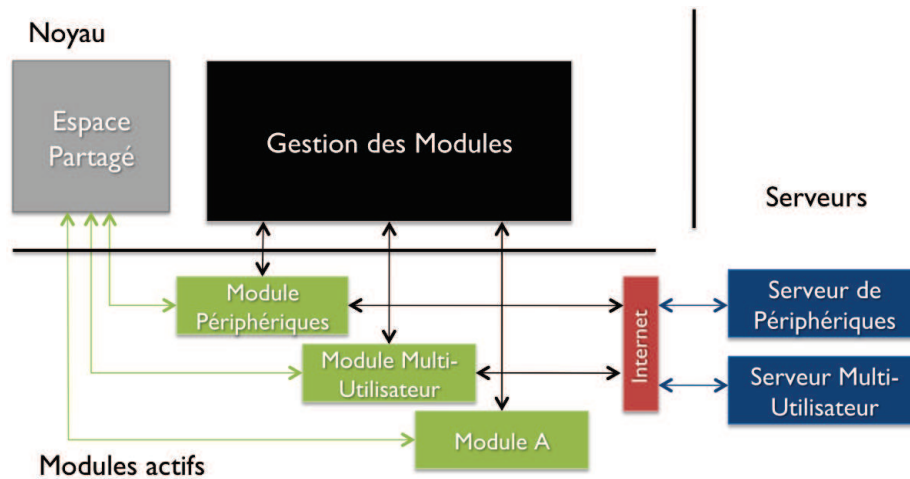 Noyau
Espace
Partagé
Gestion des Modules
Serveurs
Module
Périphériques
Internet
Serveur de
Périphériques
Module Multi-
Utilisateur
Serveur Multi-
Utilisateur
Module A
Modules actifs